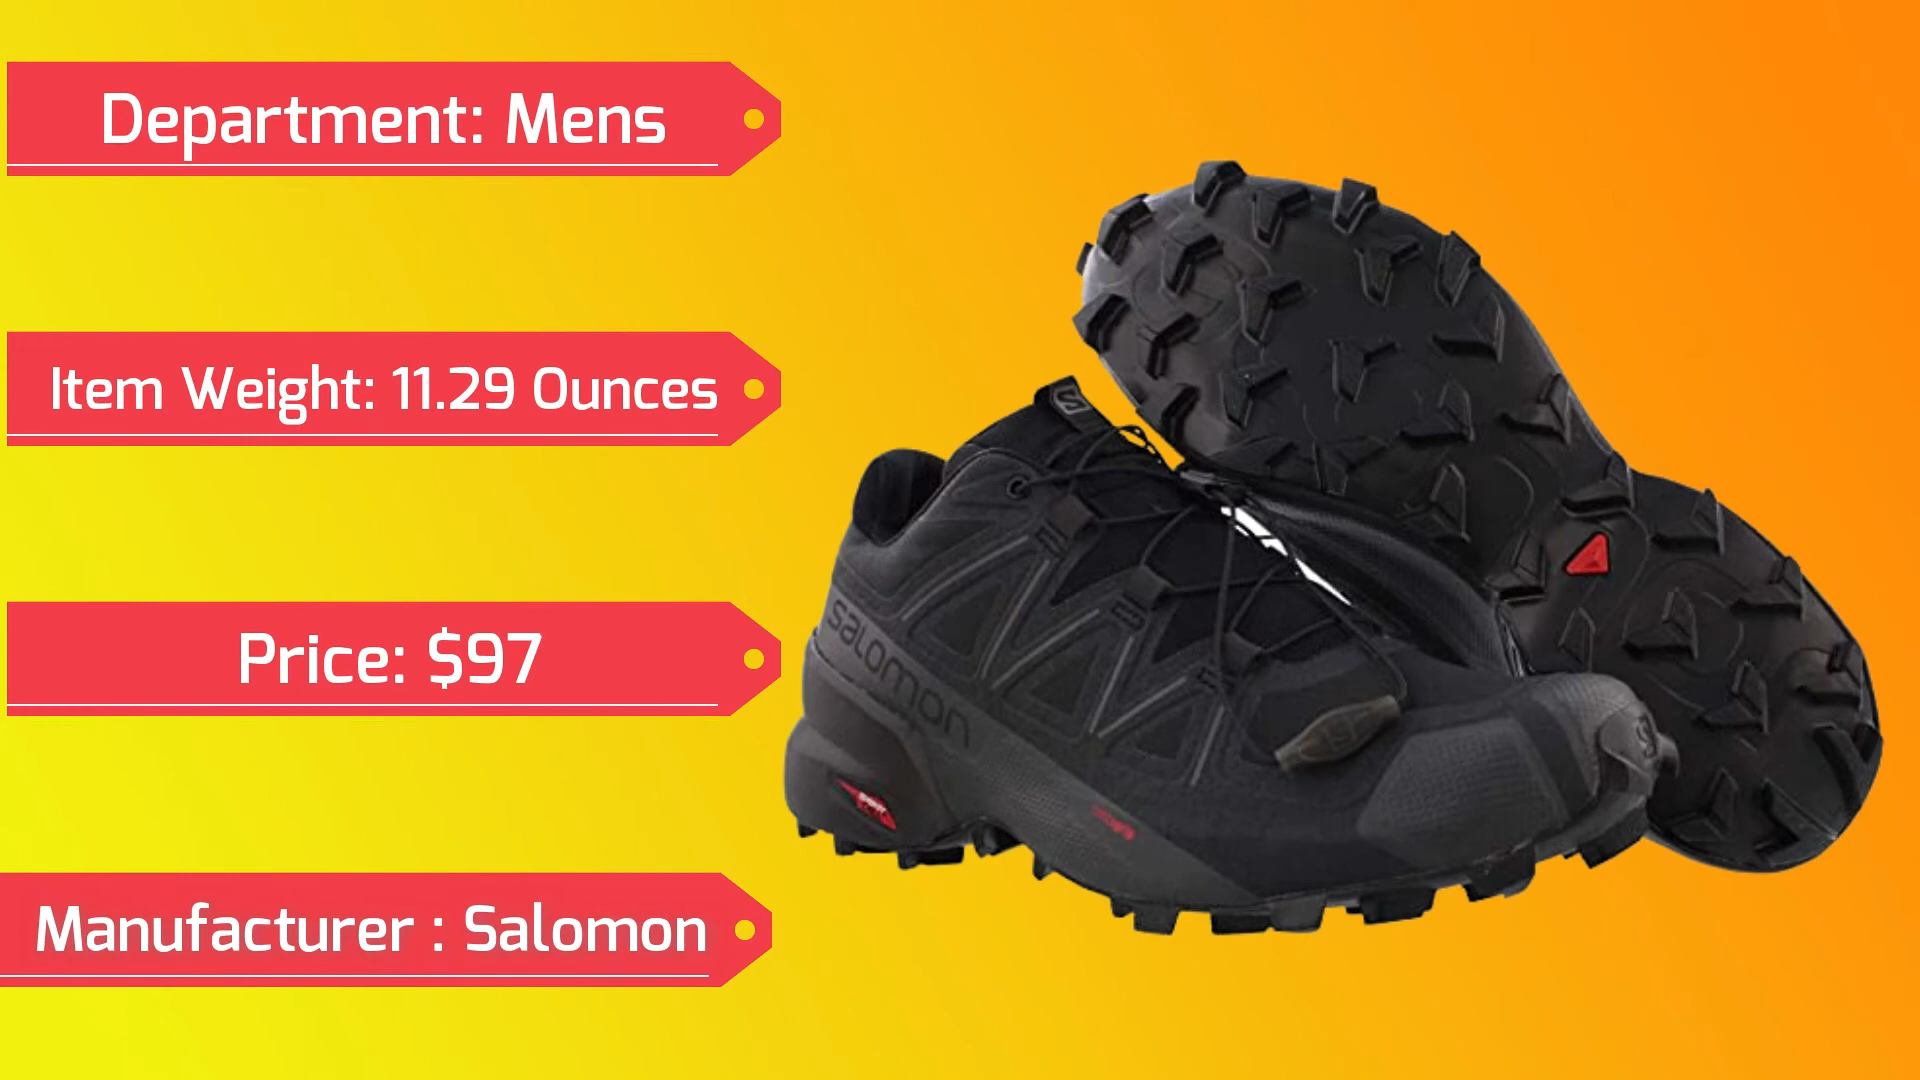 Department: Mens
Item Weight: 11.29 Ounces
Price: $97
Manufacturer : Salomon
salomon